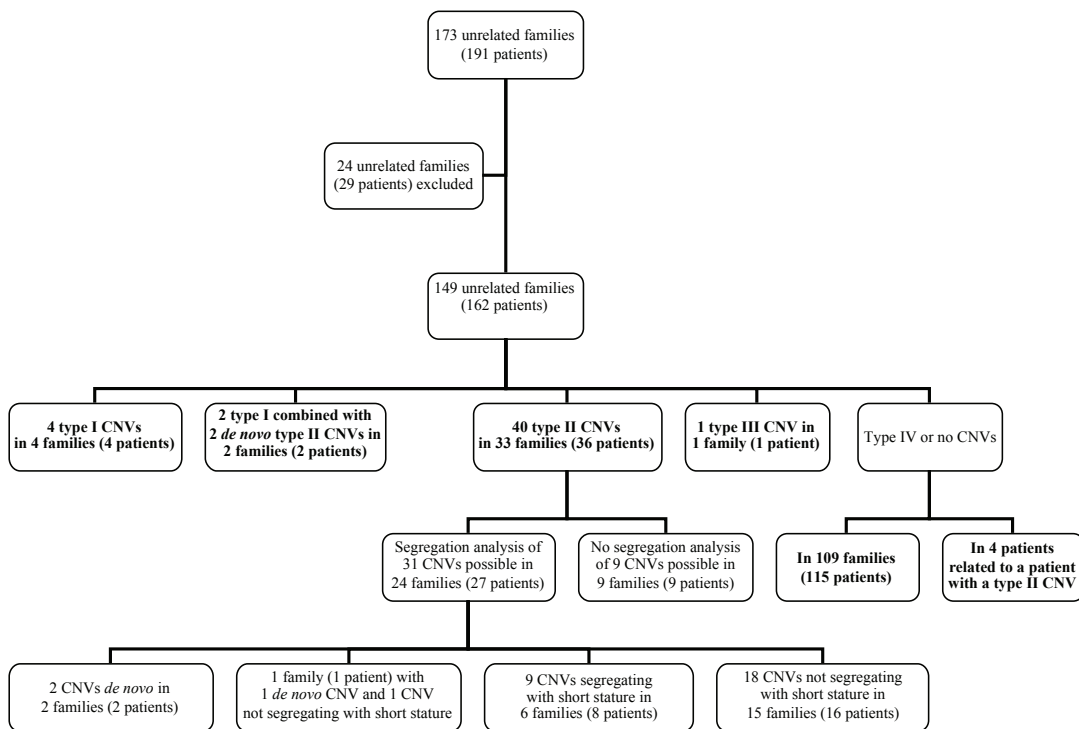 173 unrelated families
(191 patients)
24 unrelated families
(29 patients) excluded
149 unrelated families
(162 patients)
4 type I CNVs
in 4 families (4 patients)
2 type I combined with
2 de novo type II CNVs in
2 families (2 patients)
40 type II CNVs
in 33 families (36 patients)
1 type III CNV in
1 family (1 patient)
Type IV or no CNVs
Segregation analysis of
31 CNVs possible in
24 families (27 patients)
No segregation analysis
of 9 CNVs possible in
9 families (9 patients)
In 109 families
(115 patients)
In 4 patients
related to a patient
with a type II CNV
2 CNVs de novo in
2 families (2 patients)
1 family (1 patient) with
1 de novo CNV and 1 CNV
not segregating with short stature
9 CNVs segregating
with short stature in
6 families (8 patients)
18 CNVs not segregating
with short stature in
15 families (16 patients)